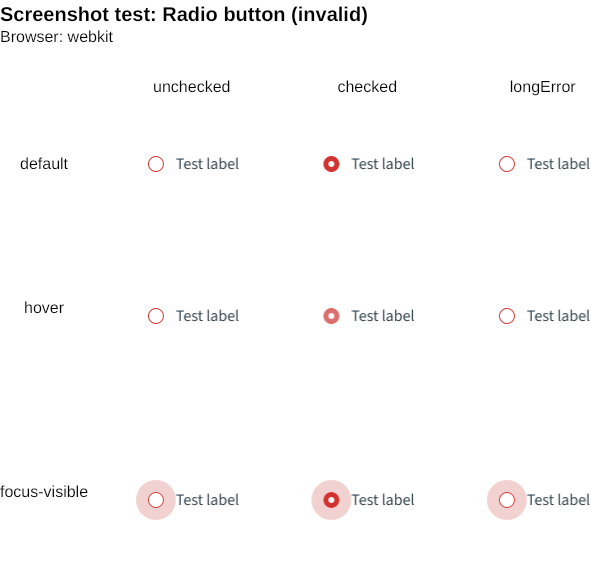 Screenshot test: Radio button (invalid)
Browser: webkit
unchecked checked longError
default Test label Test label Test label
hover Test label Test label Test label
focus-visible Test label Test label Test label